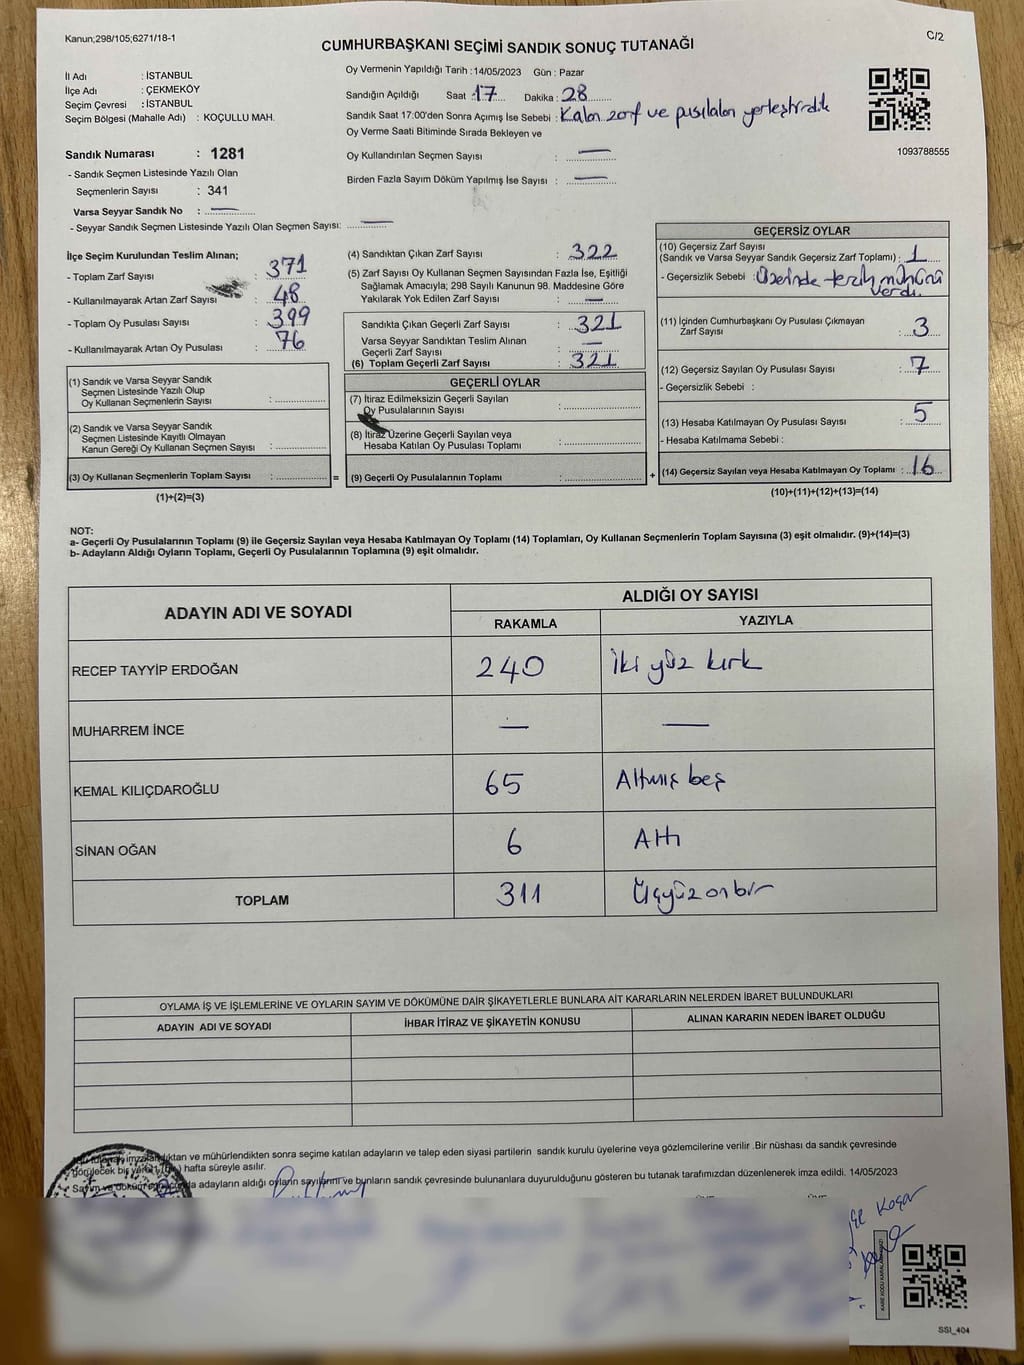 Kanun;298/105;6271/18-1
C/2
CUMHURBAŞKANI SEÇİMİ SANDIK SONUÇ TUTANAĞI
İl Adı : İSTANBUL
İlçe Adı : ÇEKMEKÖY
Seçim Çevresi : İSTANBUL
Seçim Bölgesi (Mahalle Adı) : KOÇULLU MAH.
Sandık Numarası : 1281
- Sandık Seçmen Listesinde Yazılı Olan
Seçmenlerin Sayısı : 341
Varsa Seyyar Sandık No : —
- Seyyar Sandık Seçmen Listesinde Yazılı Olan Seçmen Sayısı: —
Oy Vermenin Yapıldığı Tarih :14/05/2023 Gün : Pazar
Sandığın Açıldığı Saat : 17 Dakika : 28
Sandık Saat 17:00'den Sonra Açımış İse Sebebi : Kalan zarf ve pusulaları yerleştirdik
Oy Verme Saati Bitiminde Sırada Bekleyen ve
Oy Kullandırılan Seçmen Sayısı : —
Birden Fazla Sayım Döküm Yapılmış İse Sayısı : —
1093788555
İlçe Seçim Kurulundan Teslim Alınan;
- Toplam Zarf Sayısı : 371
- Kullanılmayarak Artan Zarf Sayısı : 48
- Toplam Oy Pusulası Sayısı : 399
- Kullanılmayarak Artan Oy Pusulası : 76
(1) Sandık ve Varsa Seyyar Sandık
Seçmen Listesinde Yazılı Olup
Oy Kullanan Seçmenlerin Sayısı :
(2) Sandık ve Varsa Seyyar Sandık
Seçmen Listesinde Kayıtlı Olmayan
Kanun Gereği Oy Kullanan Seçmen Sayısı :
(3) Oy Kullanan Seçmenlerin Toplam Sayısı : =
(1)+(2)=(3)
(4) Sandıktan Çıkan Zarf Sayısı : 322
(5) Zarf Sayısı Oy Kullanan Seçmen Sayısından Fazla İse, Eşitliği
Sağlamak Amacıyla; 298 Sayılı Kanunun 98. Maddesine Göre
Yakılarak Yok Edilen Zarf Sayısı : —
Sandıkta Çıkan Geçerli Zarf Sayısı : 321
Varsa Seyyar Sandıktan Teslim Alınan
Geçerli Zarf Sayısı : —
(6) Toplam Geçerli Zarf Sayısı : 321
GEÇERLİ OYLAR
(7) İtiraz Edilmeksizin Geçerli Sayılan
Oy Pusulalarının Sayısı :
(8) İtiraz Üzerine Geçerli Sayılan veya
Hesaba Katılan Oy Pusulası Toplamı :
(9) Geçerli Oy Pusulalarının Toplamı : +
GEÇERSİZ OYLAR
(10) Geçersiz Zarf Sayısı
(Sandık ve Varsa Seyyar Sandık Geçersiz Zarf Toplamı) : 1
- Geçersizlik Sebebi : Üzerinde tercih mührünü
vardı.
(11) İçinden Cumhurbaşkanı Oy Pusulası Çıkmayan
Zarf Sayısı : 3
(12) Geçersiz Sayılan Oy Pusulası Sayısı : 7
- Geçersizlik Sebebi :
(13) Hesaba Katılmayan Oy Pusulası Sayısı : 5
- Hesaba Katılmama Sebebi :
(14) Geçersiz Sayılan veya Hesaba Katılmayan Oy Toplamı : 16
(10)+(11)+(12)+(13)=(14)
NOT:
a- Geçerli Oy Pusulalarının Toplamı (9) ile Geçersiz Sayılan veya Hesaba Katılmayan Oy Toplamı (14) Toplamları, Oy Kullanan Seçmenlerin Toplam Sayısına (3) eşit olmalıdır. (9)+(14)=(3)
b- Adayların Aldığı Oyların Toplamı, Geçerli Oy Pusulalarının Toplamına (9) eşit olmalıdır.
ADAYIN ADI VE SOYADI
ALDIĞI OY SAYISI
RAKAMLA YAZIYLA
RECEP TAYYİP ERDOĞAN 240 İki yüz kırk
MUHARREM İNCE — —
KEMAL KILIÇDAROĞLU 65 Altmış beş
SİNAN OĞAN 6 Altı
TOPLAM 311 Üçyüz onbir
OYLAMA İŞ VE İŞLEMLERİNE VE OYLARIN SAYIM VE DÖKÜMÜNE DAİR ŞİKAYETLERLE BUNLARA AİT KARARLARIN NELERDEN İBARET BULUNDUKLARI
ADAYIN ADI VE SOYADI İHBAR İTİRAZ VE ŞİKAYETİN KONUSU ALINAN KARARIN NEDEN İBARET OLDUĞU
tutanak imzalandıktan ve mühürlendikten sonra seçime katılan adayların ve talep eden siyasi partilerin sandık kurulu üyelerine veya gözlemcilerine verilir .Bir nüshası da sandık çevresinde
görülecek bir yere hafta süreyle asılır.
Sayım ve döküm adayların aldığı oyların sayılarını ve bunların sandık çevresinde bulunanlara duyurulduğunu gösteren bu tutanak tarafımızdan düzenlenerek imza edildi. 14/05/2023
Koçar
SSI_404